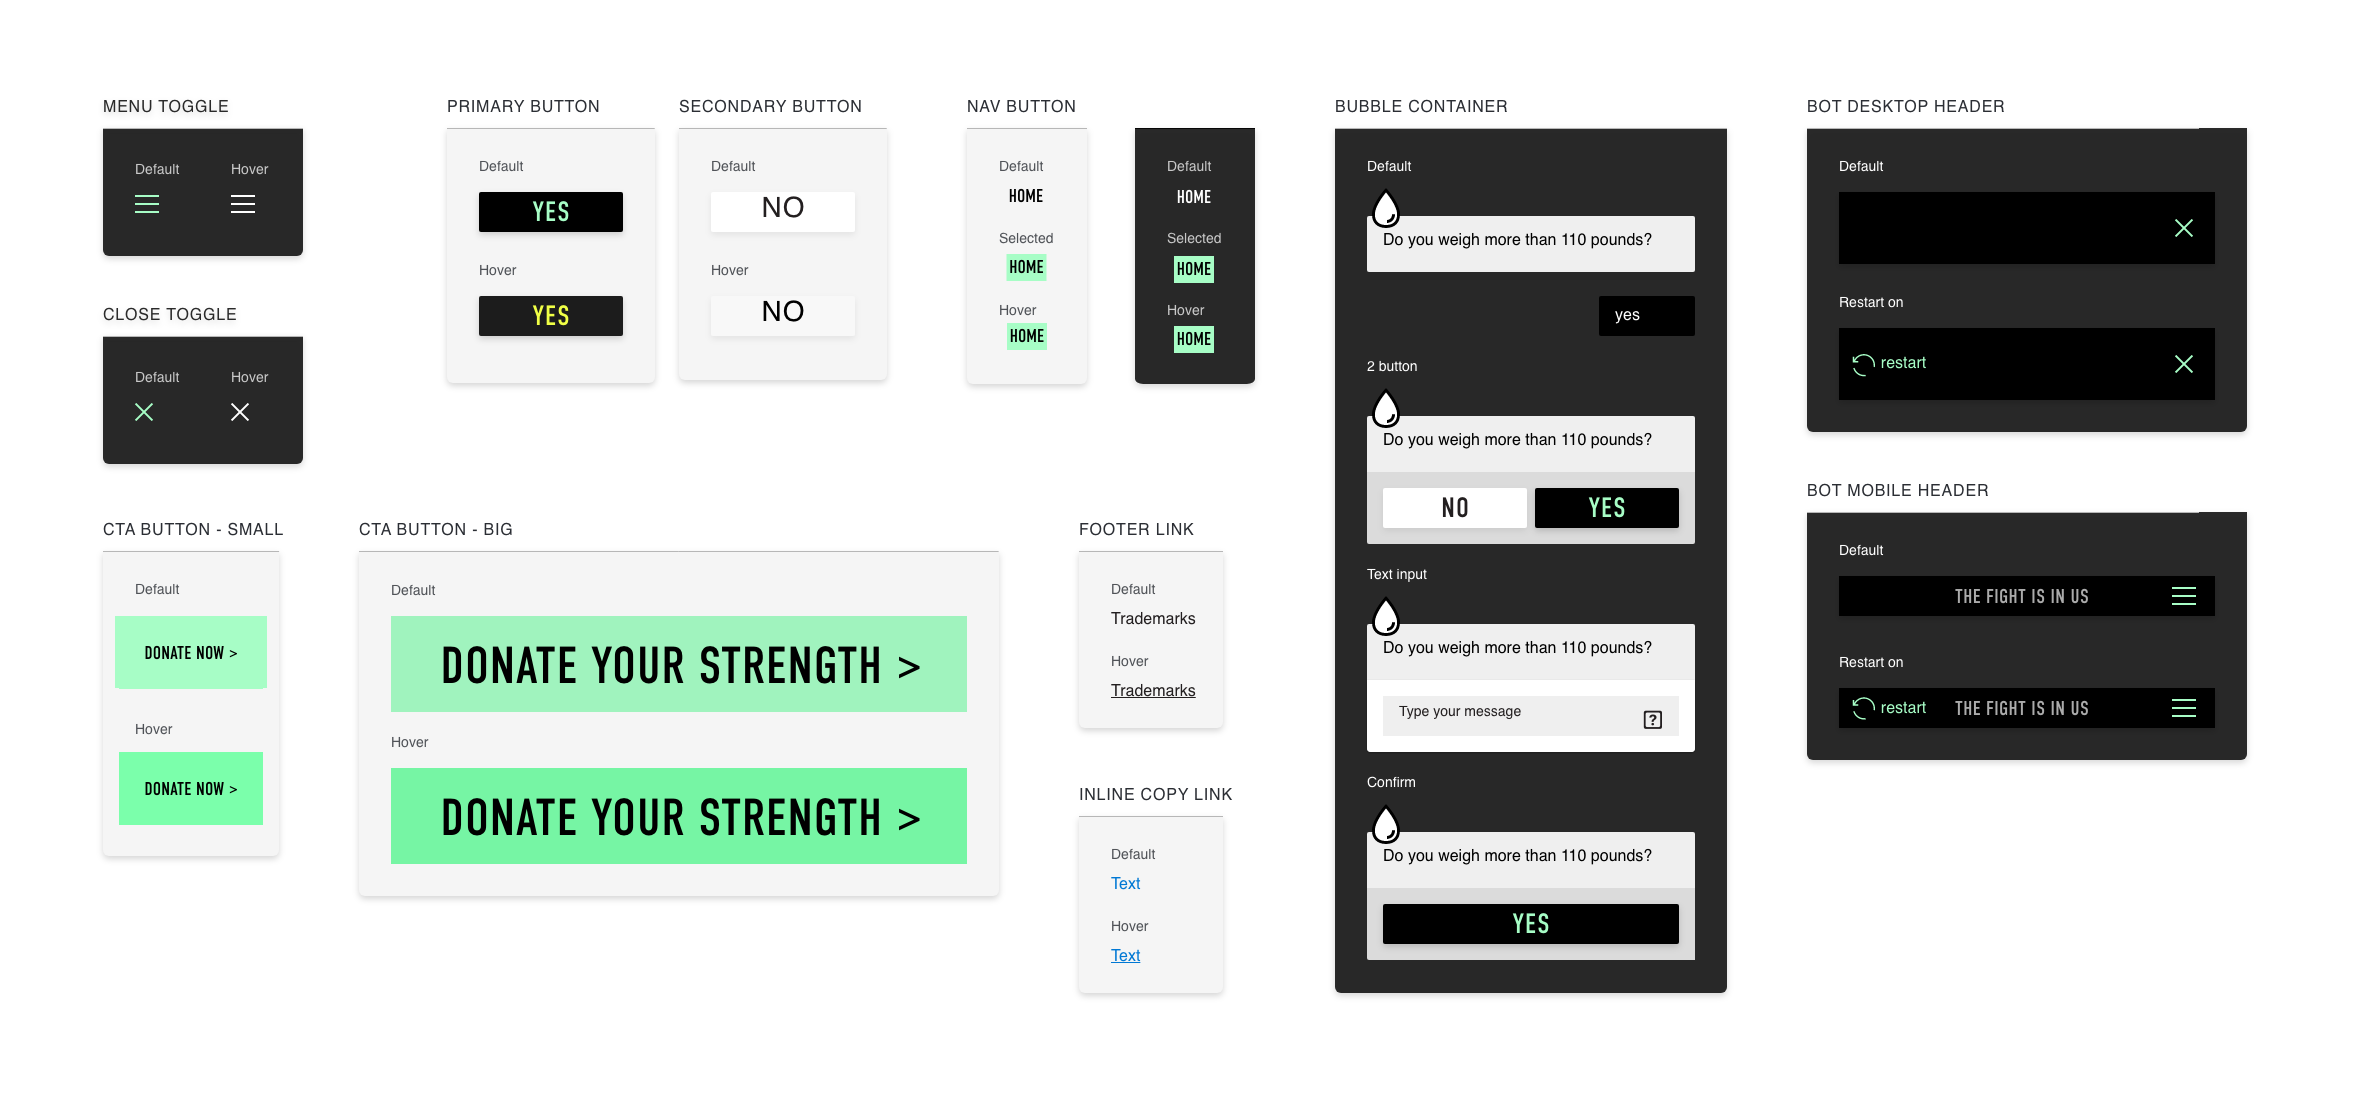 MENU TOGGLE
Default Hover
CLOSE TOGGLE
Default Hover
PRIMARY BUTTON
Default
YES
Hover
YES
SECONDARY BUTTON
Default
NO
Hover
NO
NAV BUTTON
Default
HOME
Selected
HOME
Hover
HOME
Default
HOME
Selected
HOME
Hover
HOME
CTA BUTTON - SMALL
Default
DONATE NOW >
Hover
DONATE NOW >
CTA BUTTON - BIG
Default
DONATE YOUR STRENGTH >
Hover
DONATE YOUR STRENGTH >
FOOTER LINK
Default
Trademarks
Hover
Trademarks
INLINE COPY LINK
Default
Text
Hover
Text
BUBBLE CONTAINER
Default
Do you weigh more than 110 pounds?
yes
2 button
Do you weigh more than 110 pounds?
NO YES
Text input
Do you weigh more than 110 pounds?
Type your message ?
Confirm
Do you weigh more than 110 pounds?
YES
BOT DESKTOP HEADER
Default
Restart on
restart
BOT MOBILE HEADER
Default
THE FIGHT IS IN US
Restart on
restart THE FIGHT IS IN US